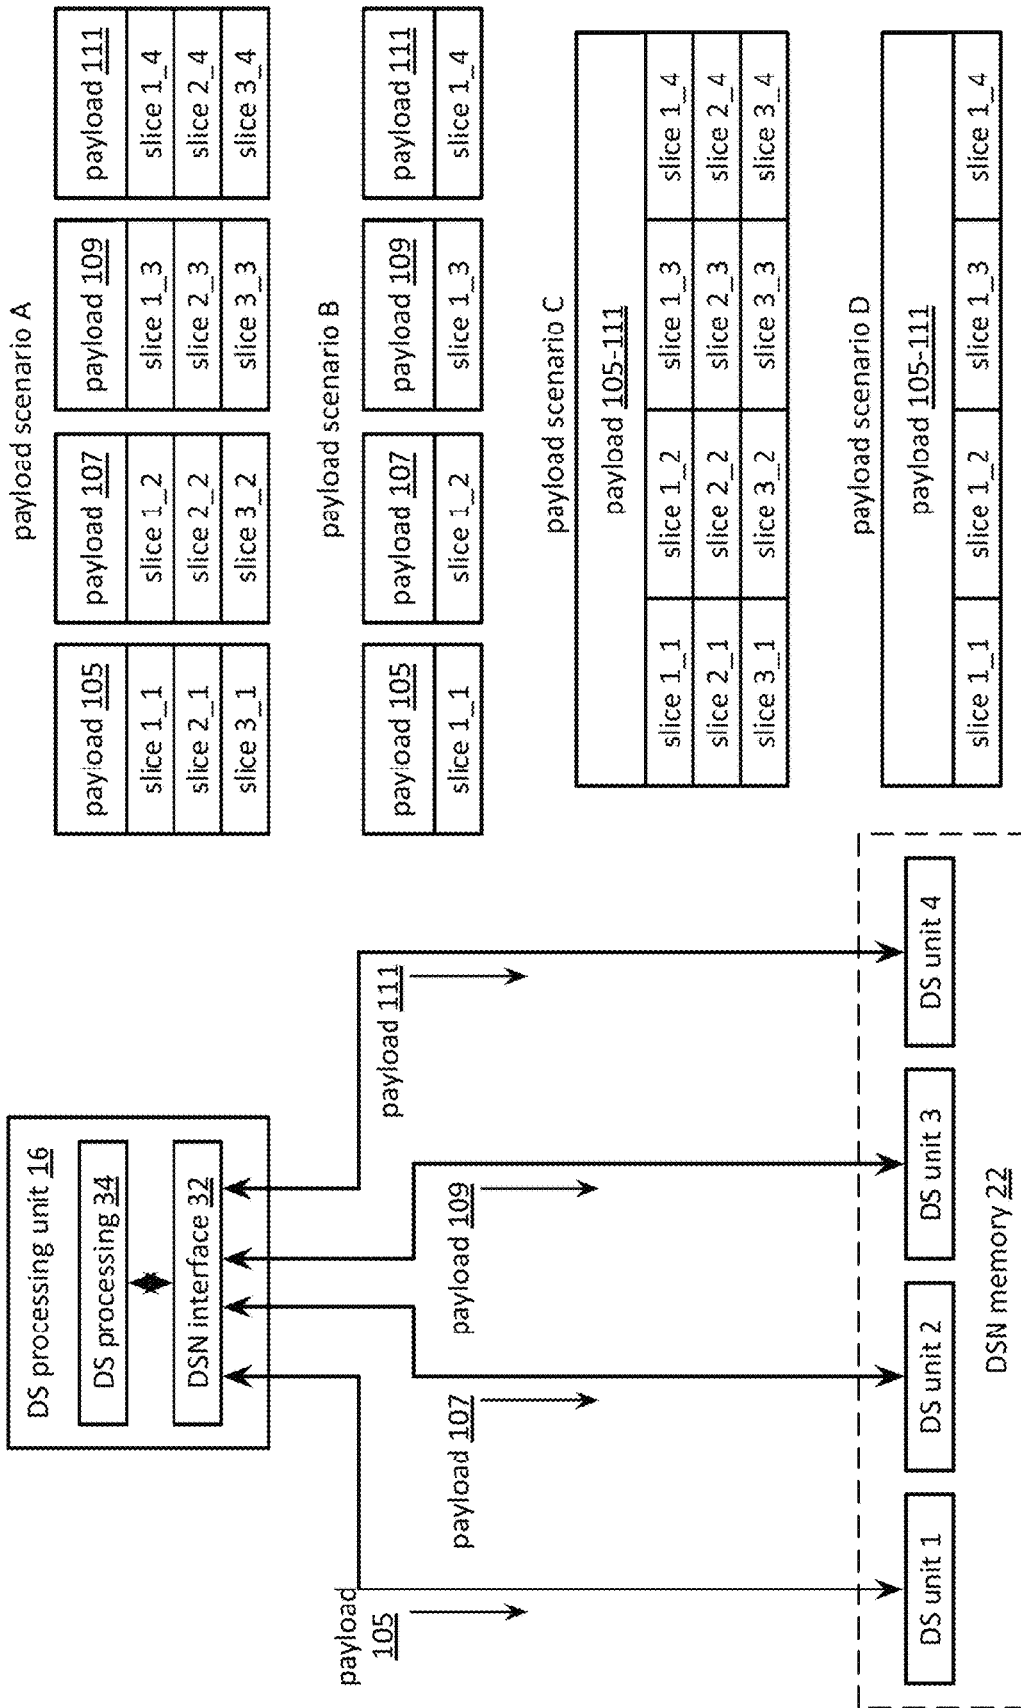 DS processing unit 16
DS processing 34
DSN interface 32
payload
105
payload 107
payload 109
payload 111
DS unit 1
DS unit 2
DS unit 3
DS unit 4
DSN memory 22
payload scenario A
payload 105
payload 107
payload 109
payload 111
slice 1_1
slice 1_2
slice 1_3
slice 1_4
slice 2_1
slice 2_2
slice 2_3
slice 2_4
slice 3_1
slice 3_2
slice 3_3
slice 3_4
payload scenario B
payload 105
payload 107
payload 109
payload 111
slice 1_1
slice 1_2
slice 1_3
slice 1_4
payload scenario C
payload 105-111
slice 1_1
slice 1_2
slice 1_3
slice 1_4
slice 2_1
slice 2_2
slice 2_3
slice 2_4
slice 3_1
slice 3_2
slice 3_3
slice 3_4
payload scenario D
payload 105-111
slice 1_1
slice 1_2
slice 1_3
slice 1_4